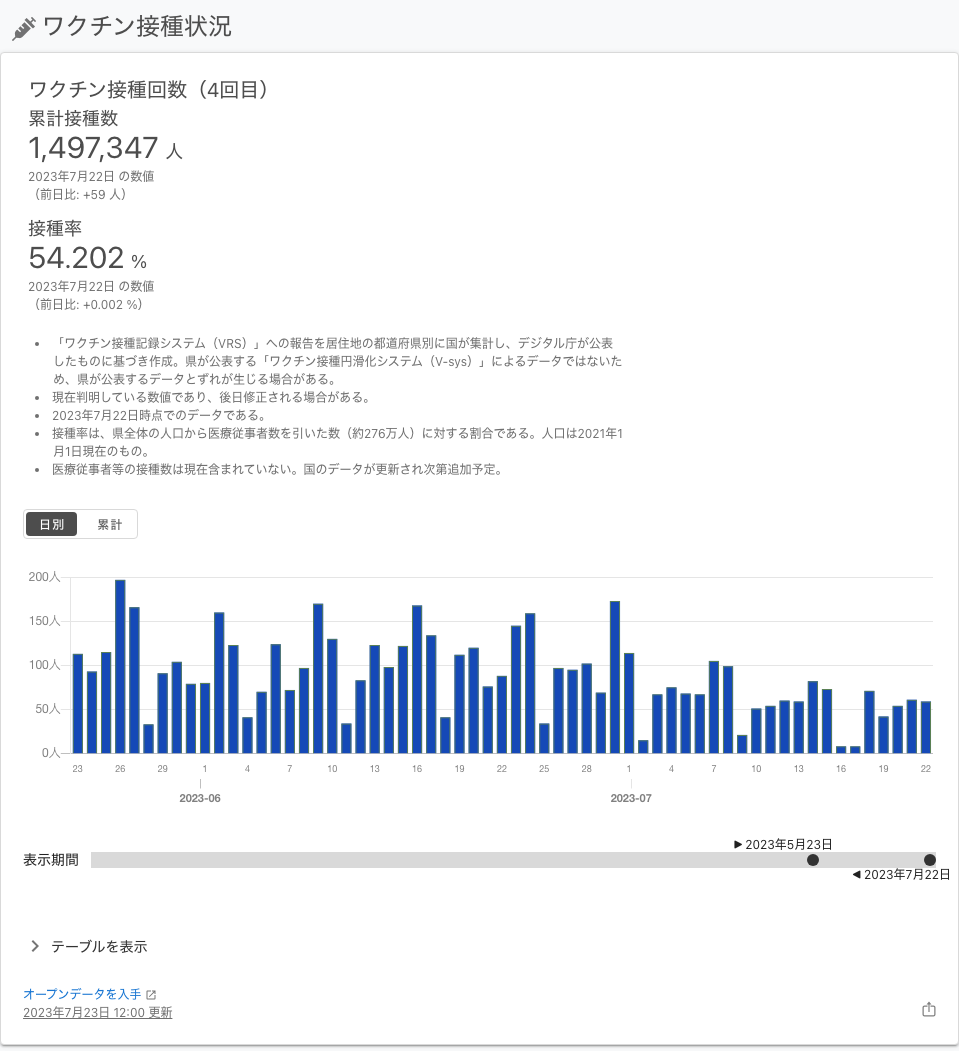 ワクチン接種状況
ワクチン接種回数（4回目）
累計接種数
1,497,347 人
2023年7月22日 の数値
（前日比: +59 人）
接種率
54.202 %
2023年7月22日 の数値
（前日比: +0.002 %）
• 「ワクチン接種記録システム（VRS）」への報告を居住地の都道府県別に国が集計し、デジタル庁が公表
したものに基づき作成。県が公表する「ワクチン接種円滑化システム（V-sys）」によるデータではないた
め、県が公表するデータとずれが生じる場合がある。
• 現在判明している数値であり、後日修正される場合がある。
• 2023年7月22日時点でのデータである。
• 接種率は、県全体の人口から医療従事者数を引いた数（約276万人）に対する割合である。人口は2021年1
月1日現在のもの。
• 医療従事者等の接種数は現在含まれていない。国のデータが更新され次第追加予定。
日別 累計
200人
150人
100人
50人
0人
23 26 29 1 4 7 10 13 16 19 22 25 28 1 4 7 10 13 16 19 22
2023-06 2023-07
▶ 2023年5月23日
表示期間
◀ 2023年7月22日
テーブルを表示
オープンデータを入手
2023年7月23日 12:00 更新